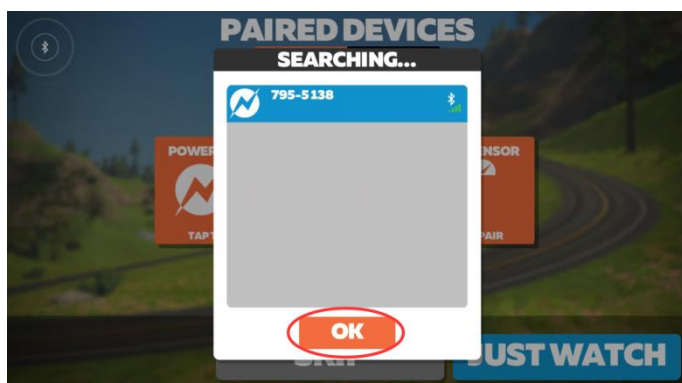 PAIRED DEVICES
SEARCHING...
795-5138
POWER
NSOR
TAP T
PAIR
OK
JUST WATCH